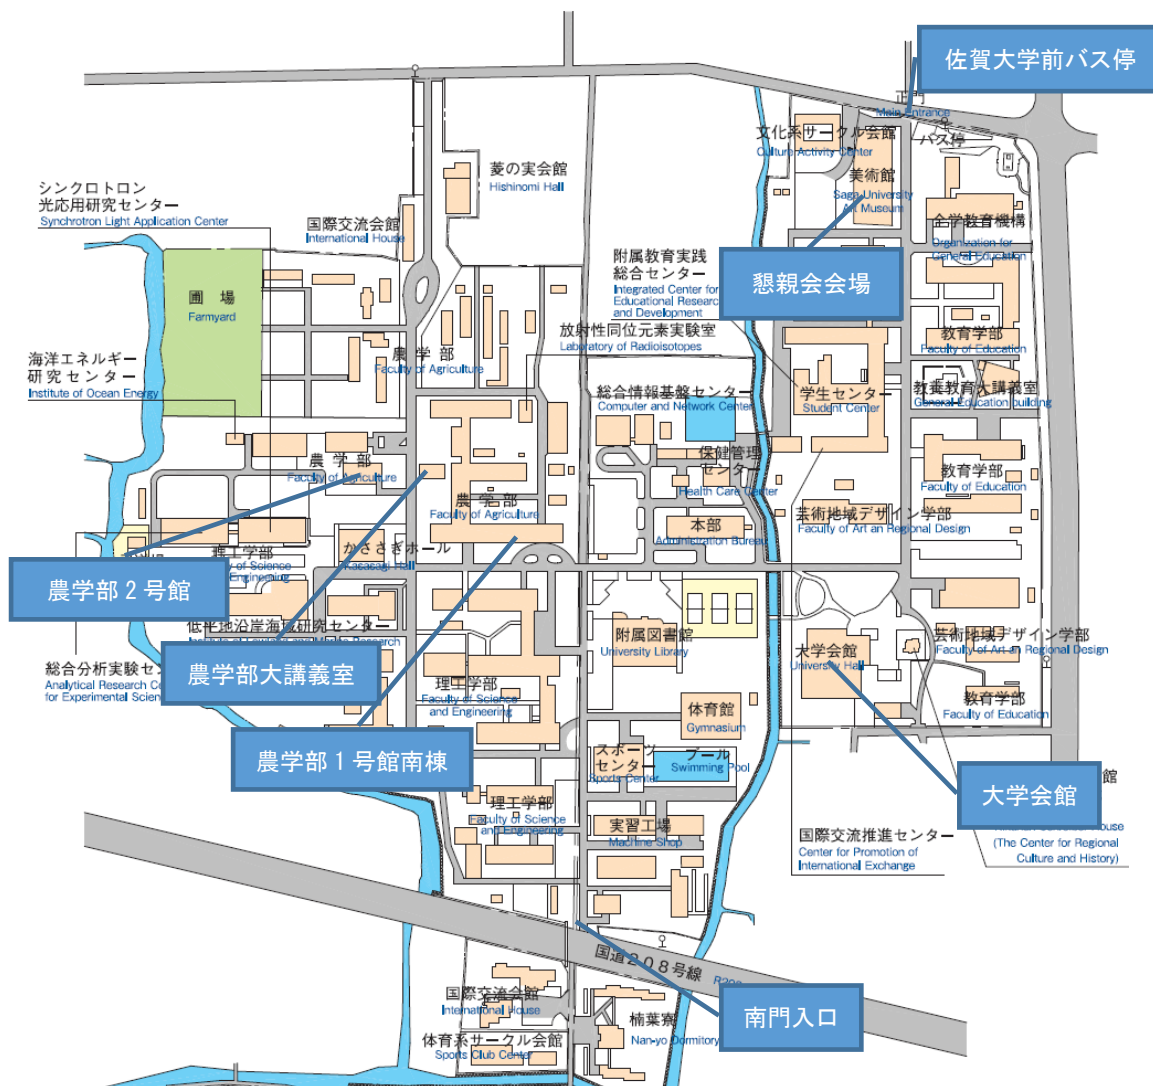 佐賀大学前バス停
正門
Main Entrance
バス停
文化系サークル会館
Culture Activity Center
美術館
Saga University
Art Museum
菱の実会館
Hishinomi Hall
シンクロトロン
光応用研究センター
Synchrotron Light Application Center
国際交流会館
International House
全学教育機構
Organization for
General Education
附属教育実践
総合センター
Integrated Center for
Educational Research
and Development
懇親会会場
圃場
Farmyard
放射性同位元素実験室
Laboratory of Radioisotopes
教育学部
Faculty of Education
海洋エネルギー
研究センター
Institute of Ocean Energy
農学部
Faculty of Agriculture
総合情報基盤センター
Computer and Network Center
学生センター
Student Center
教養教育大講義室
General Education building
農学部
Faculty of Agriculture
保健管理
センター
Health Care Center
教育学部
Faculty of Education
農学部
Faculty of Agriculture
本部
Administration Bureau
芸術地域デザイン学部
Faculty of Art an Regional Design
理工学部
of Science
Engineering
かささぎホール
Kasasagi Hall
農学部2号館
低平地沿岸海域研究センター
附属図書館
University Library
大学会館
University Hall
芸術地域デザイン学部
Faculty of Art an Regional Design
総合分析実験セ
Analytical Research
for Experimental
農学部大講義室
理工学部
Faculty of Science
and Engineering
体育館
Gymnasium
教育学部
Faculty of Education
農学部1号館南棟
スポーツ
センター
Sports Center
プール
Swimming Pool
大学会館
館
理工学部
Faculty of Science
and Engineering
実習工場
Machine Shop
国際交流推進センター
Center for Promotion of
International Exchange
House
(The Center for Regional
Culture and History)
国道208号線
国際交流会館
International House
楠葉寮
Nan-yo Dormitory
南門入口
体育系サークル会館
Sports Club Center